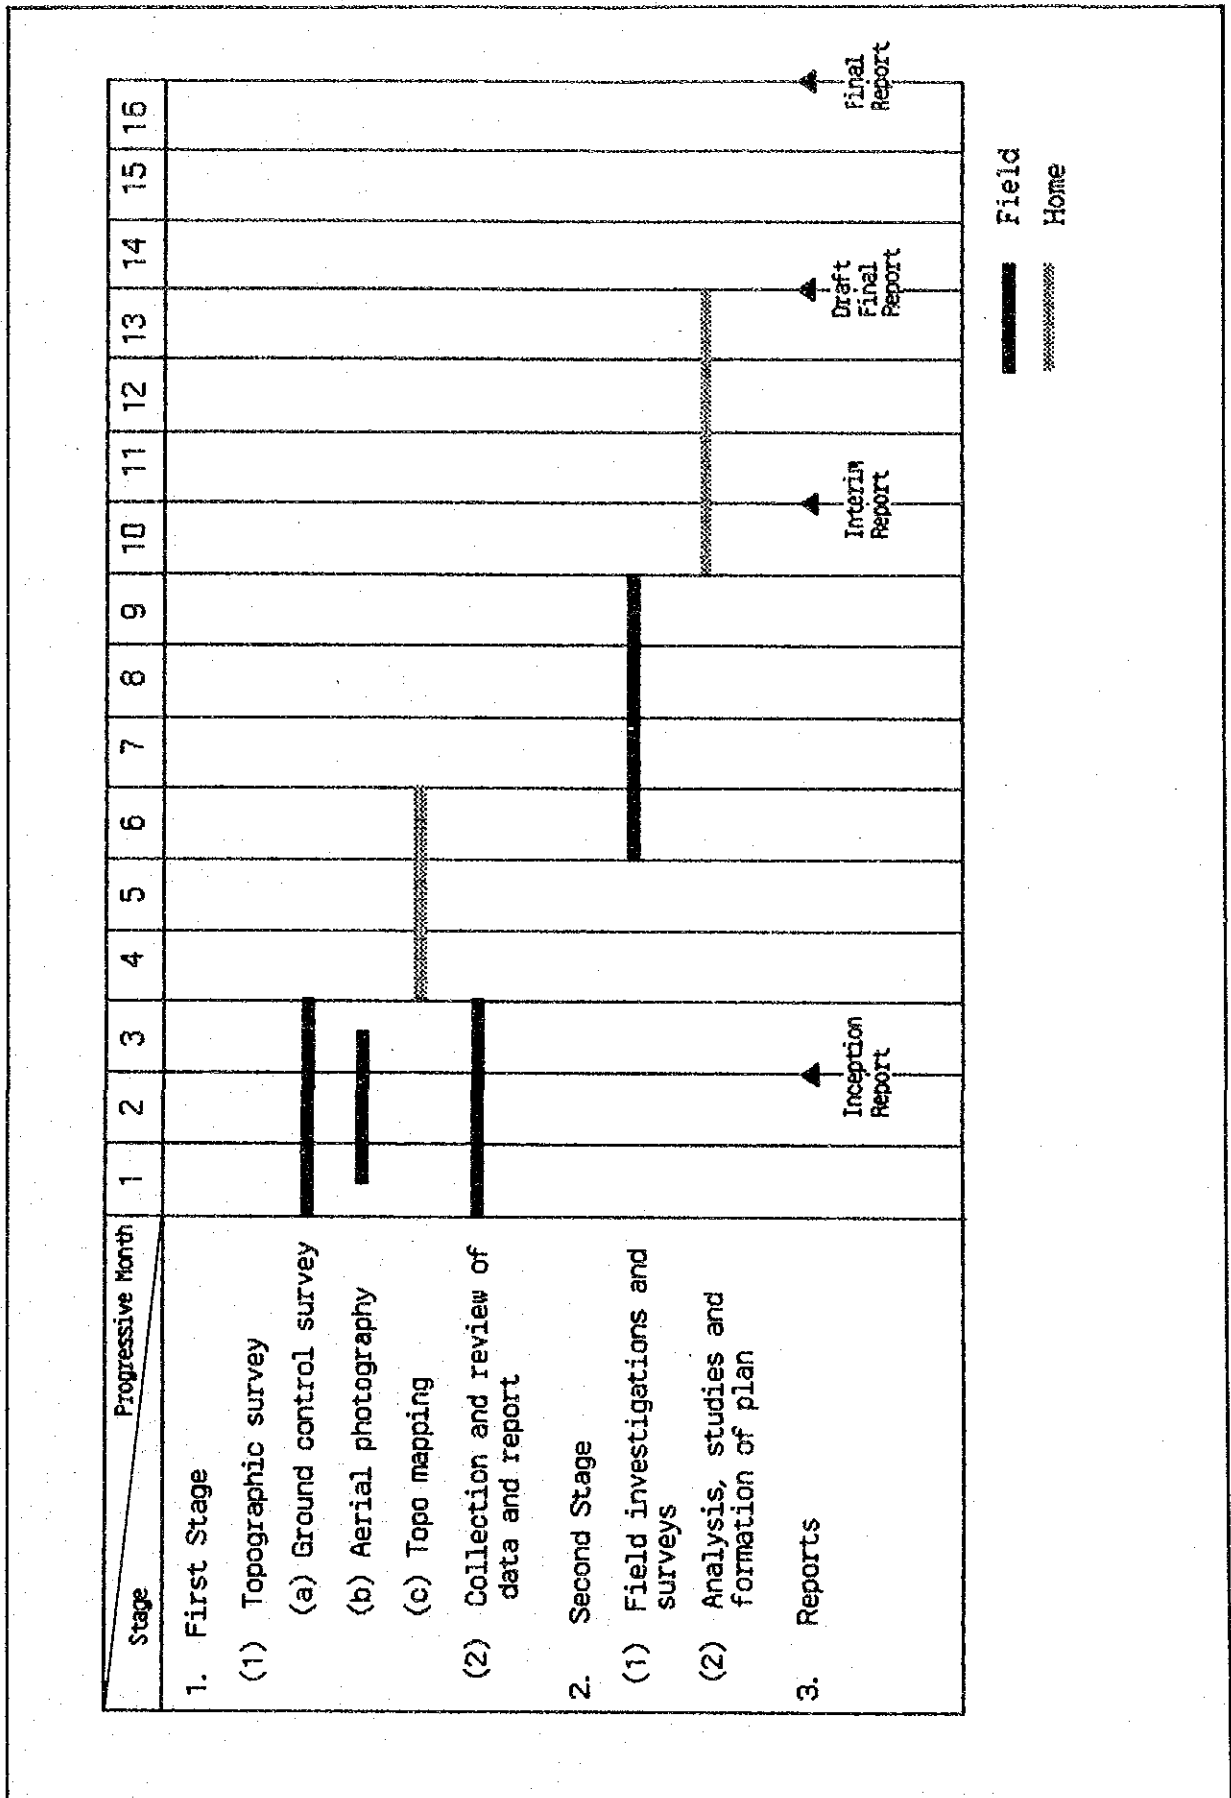 Stage Progressive Month 1 2 3 4 5 6 7 8 9 10 11 12 13 14 15 16
1. First Stage
(1) Topographic survey
(a) Ground control survey
(b) Aerial photography
(c) Topo mapping
(2) Collection and review of
data and report
2. Second Stage
(1) Field investigations and
surveys
(2) Analysis, studies and
formation of plan
3. Reports
Inception
Report
Interim
Report
Draft
Final
Report
Final
Report
Field
Home